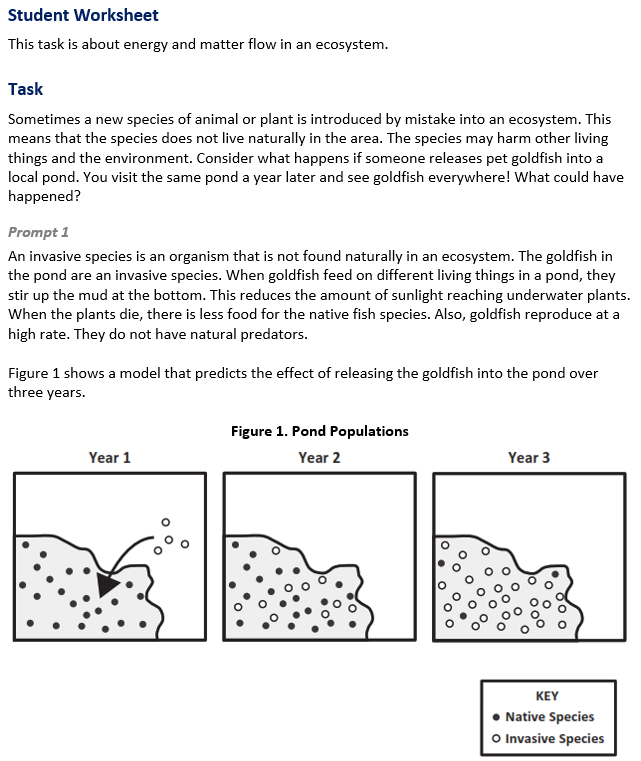 Student Worksheet
This task is about energy and matter flow in an ecosystem.
Task
Sometimes a new species of animal or plant is introduced by mistake into an ecosystem. This
means that the species does not live naturally in the area. The species may harm other living
things and the environment. Consider what happens if someone releases pet goldfish into a
local pond. You visit the same pond a year later and see goldfish everywhere! What could have
happened?
Prompt 1
An invasive species is an organism that is not found naturally in an ecosystem. The goldfish in
the pond are an invasive species. When goldfish feed on different living things in a pond, they
stir up the mud at the bottom. This reduces the amount of sunlight reaching underwater plants.
When the plants die, there is less food for the native fish species. Also, goldfish reproduce at a
high rate. They do not have natural predators.
Figure 1 shows a model that predicts the effect of releasing the goldfish into the pond over
three years.
Figure 1. Pond Populations
Year 1
Year 2
Year 3
KEY
Native Species
Invasive Species